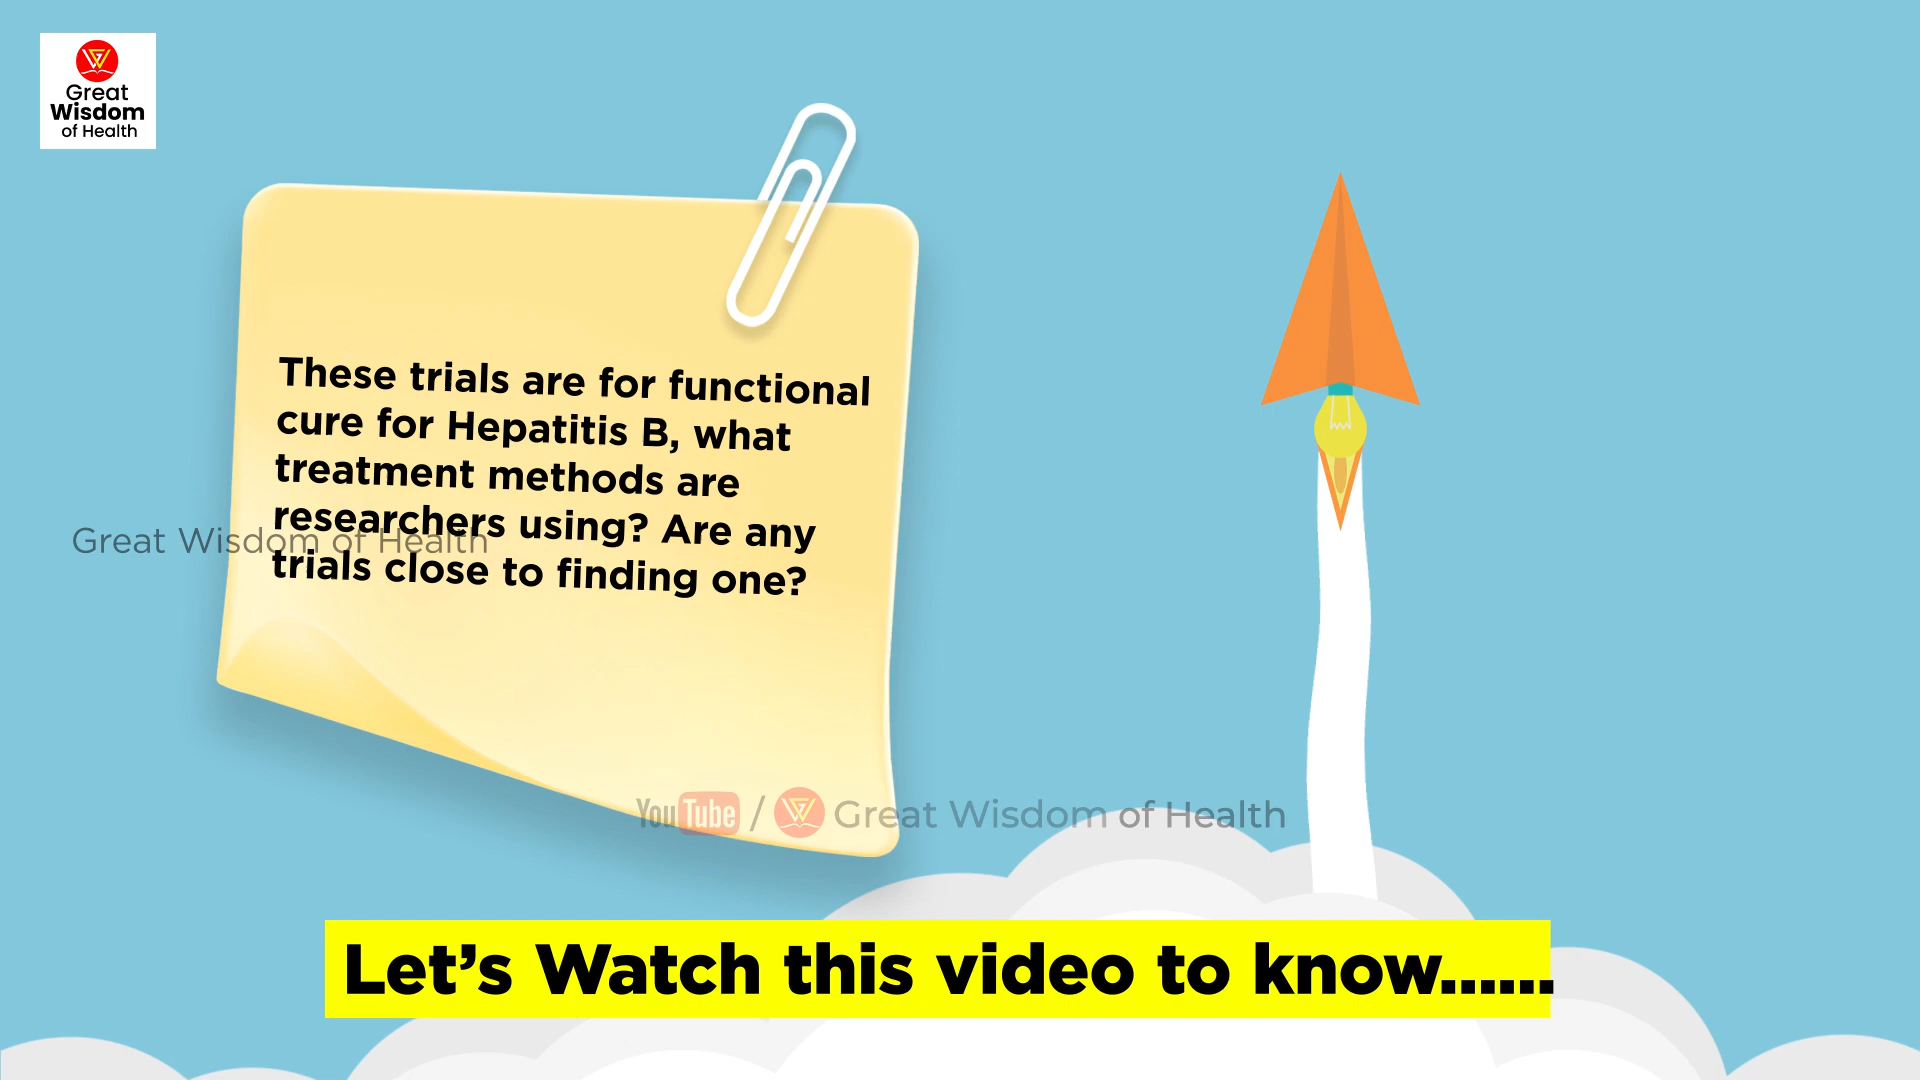 Great
Wisdom
of Health
These trials are for functional
cure for Hepatitis B, what
treatment methods are
researchers using? Are any
trials close to finding one?
Great Wisdom of Health
YouTube / Great Wisdom of Health
Let’s Watch this video to know......